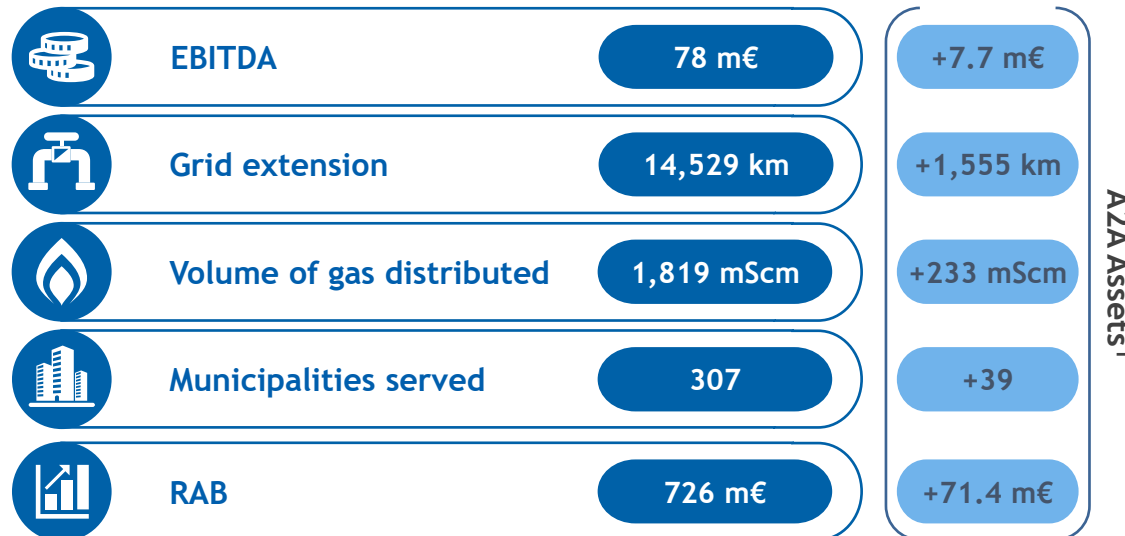 EBITDA 78 m€ +7.7 m€
Grid extension 14,529 km +1,555 km
Volume of gas distributed 1,819 mScm +233 mScm
Municipalities served 307 +39
RAB 726 m€ +71.4 m€
A2A Assets